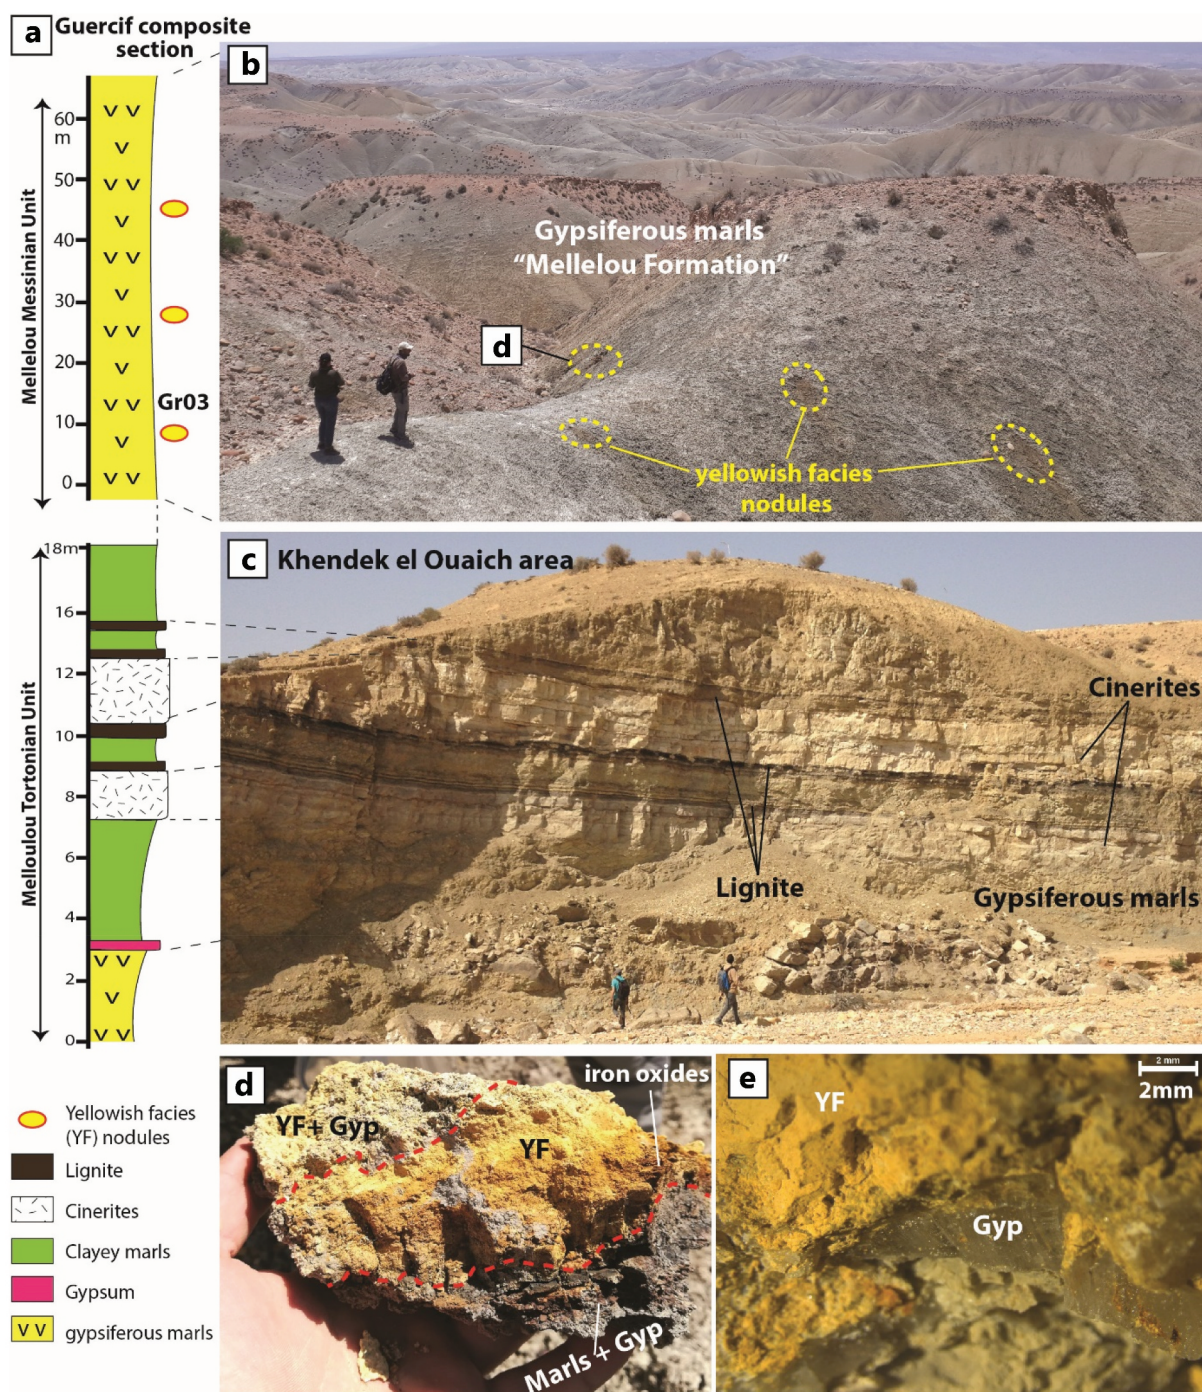 a
Guercif composite
section
Mellelou Messinian Unit
60
m
50
40
30
20
10
0
V V
V
V V
V
V V
V
V V
V
V V
V
V V
Gr03
b
Gypsiferous marls
“Mellelou Formation”
d
yellowish facies
nodules
Melloulou Tortonian Unit
18m
16
12
10
8
6
4
2
0
V V
V
V V
c
Khendek el Ouaich area
Cinerites
Lignite
Gypsiferous marls
Yellowish facies
(YF) nodules
Lignite
Cinerites
Clayey marls
Gypsum
V V
gypsiferous marls
d
iron oxides
YF+ Gyp
YF
Marls + Gyp
e
YF
Gyp
2 mm
2mm